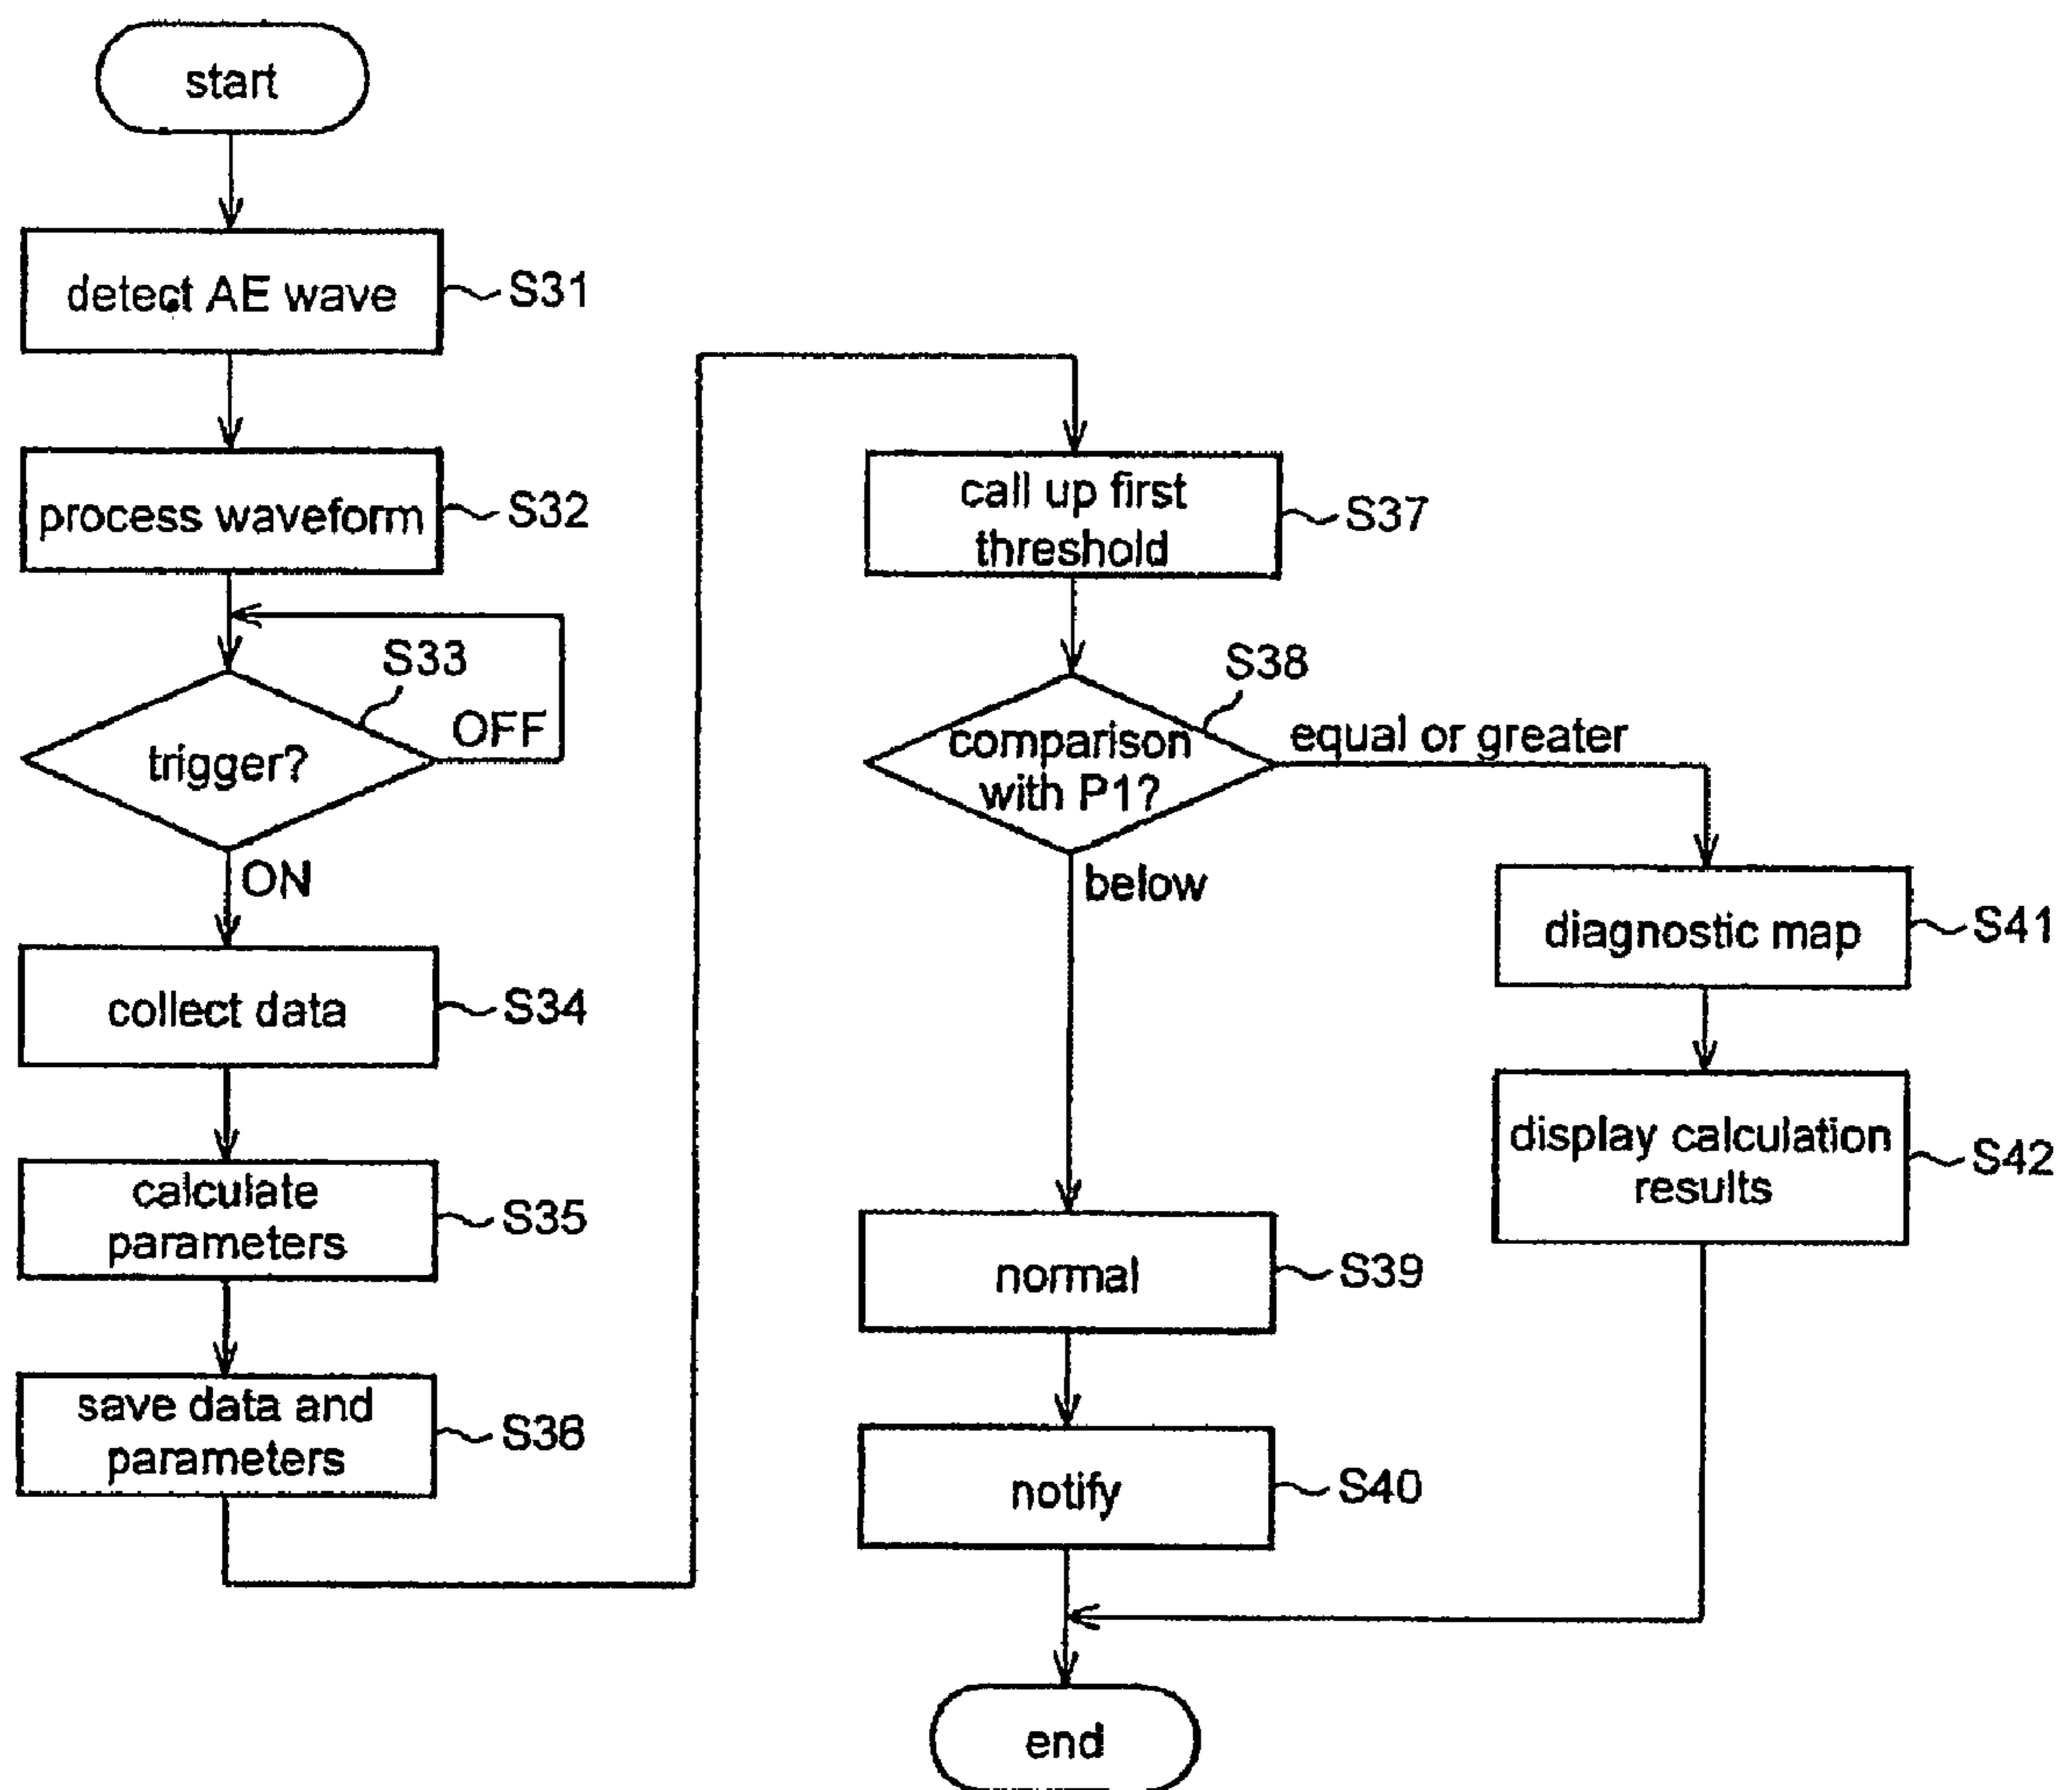 start
detect AE wave
S31
process waveform
S32
S33
trigger?
OFF
ON
collect data
S34
calculate
parameters
S35
save data and
parameters
S36
call up first
threshold
S37
S38
comparison
with P1?
equal or greater
below
diagnostic map
S41
display calculation
results
S42
normal
S39
notify
S40
end